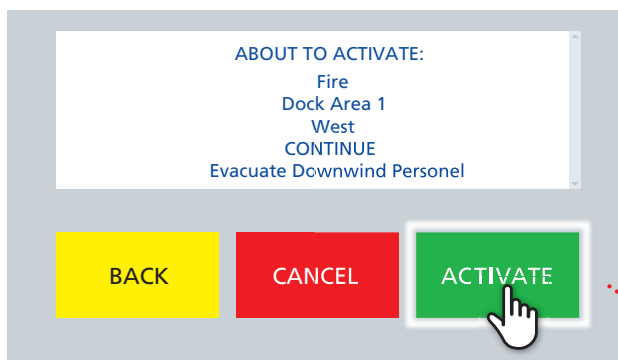 ABOUT TO ACTIVATE:
Fire
Dock Area 1
West
CONTINUE
Evacuate Downwind Personel
BACK
CANCEL
ACTIVATE